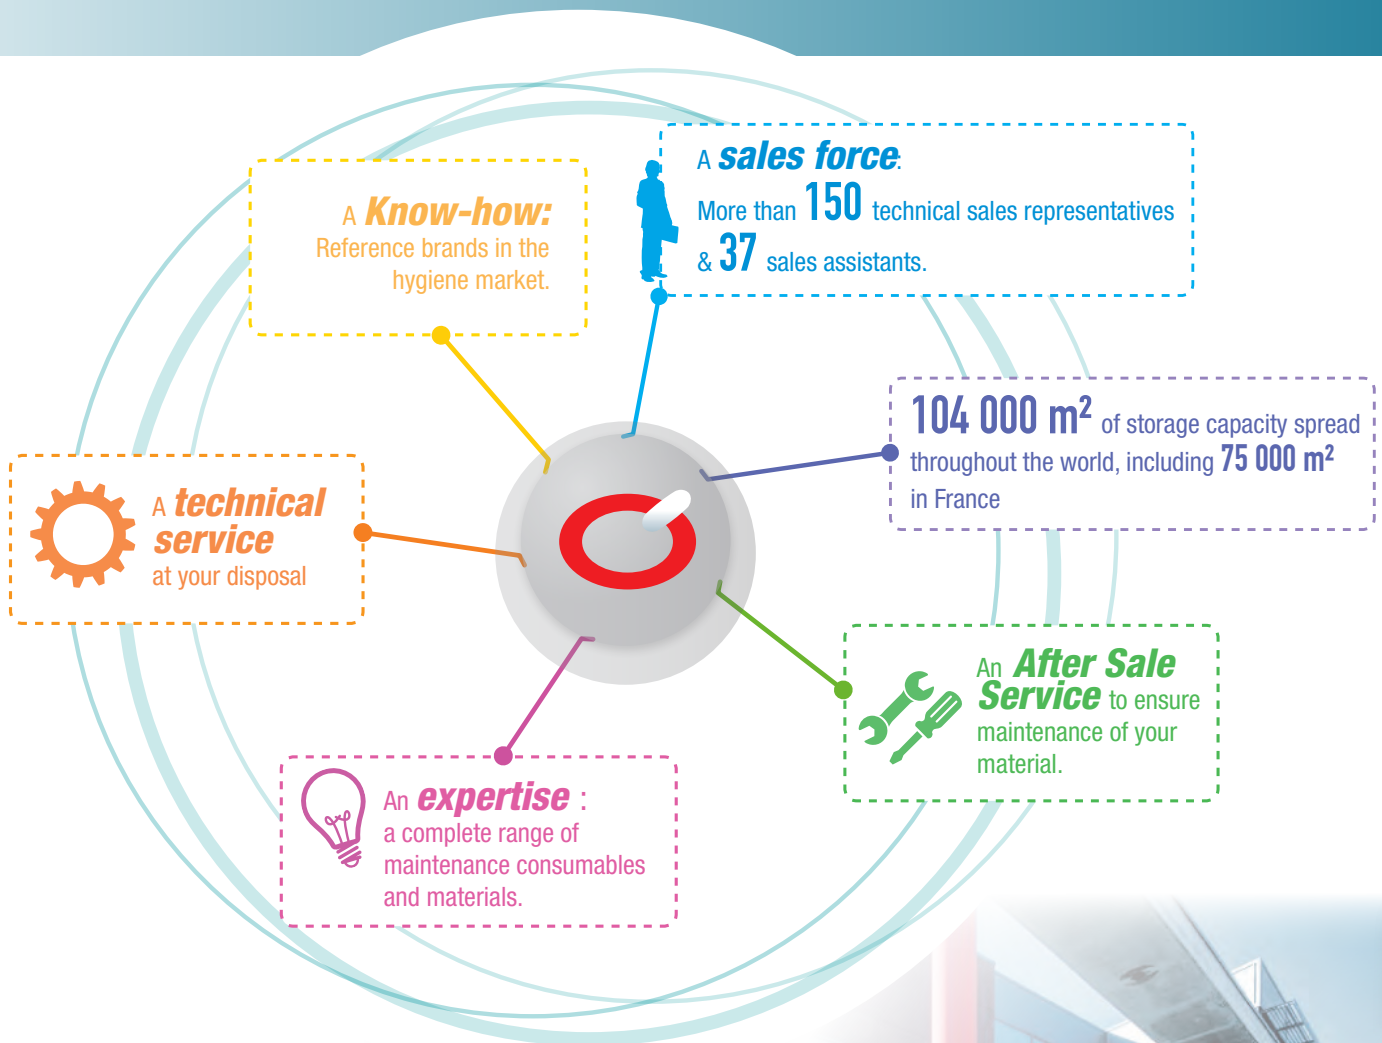 A Know-how:
Reference brands in the
hygiene market.
A sales force:
More than 150 technical sales representatives
& 37 sales assistants.
104 000 m² of storage capacity spread
throughout the world, including 75 000 m²
in France
A technical
service
at your disposal
An After Sale
Service to ensure
maintenance of your
material.
An expertise :
a complete range of
maintenance consumables
and materials.